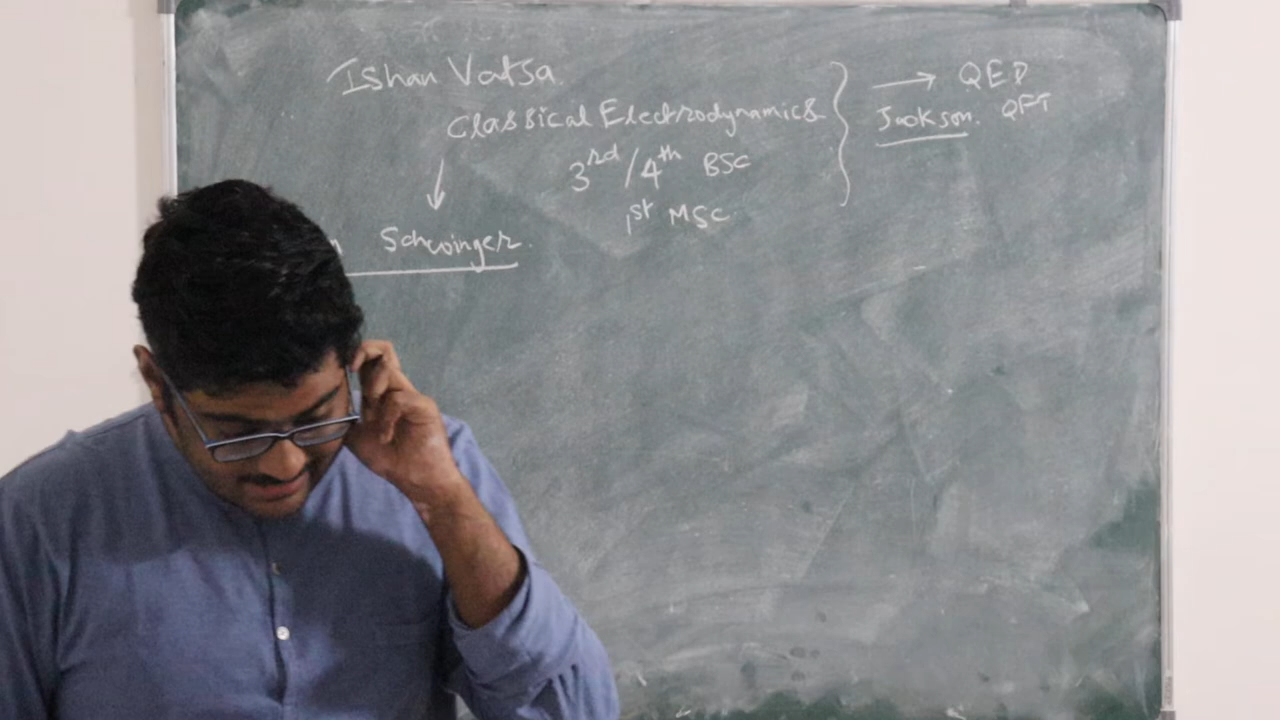 Ishan Vatsa
Classical Electrodynamics } → QED
Jackson. QFT
3rd / 4th BSC
1st MSC
↓
Schwinger.